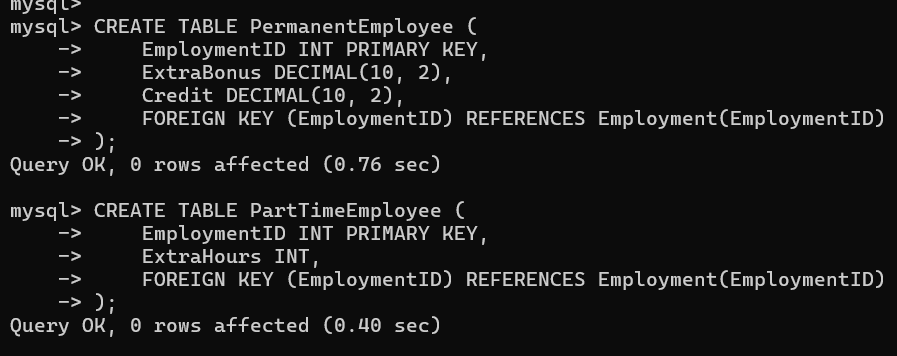 mysql>
mysql> CREATE TABLE PermanentEmployee (
    ->     EmploymentID INT PRIMARY KEY,
    ->     ExtraBonus DECIMAL(10, 2),
    ->     Credit DECIMAL(10, 2),
    ->     FOREIGN KEY (EmploymentID) REFERENCES Employment(EmploymentID)
    -> );
Query OK, 0 rows affected (0.76 sec)

mysql> CREATE TABLE PartTimeEmployee (
    ->     EmploymentID INT PRIMARY KEY,
    ->     ExtraHours INT,
    ->     FOREIGN KEY (EmploymentID) REFERENCES Employment(EmploymentID)
    -> );
Query OK, 0 rows affected (0.40 sec)